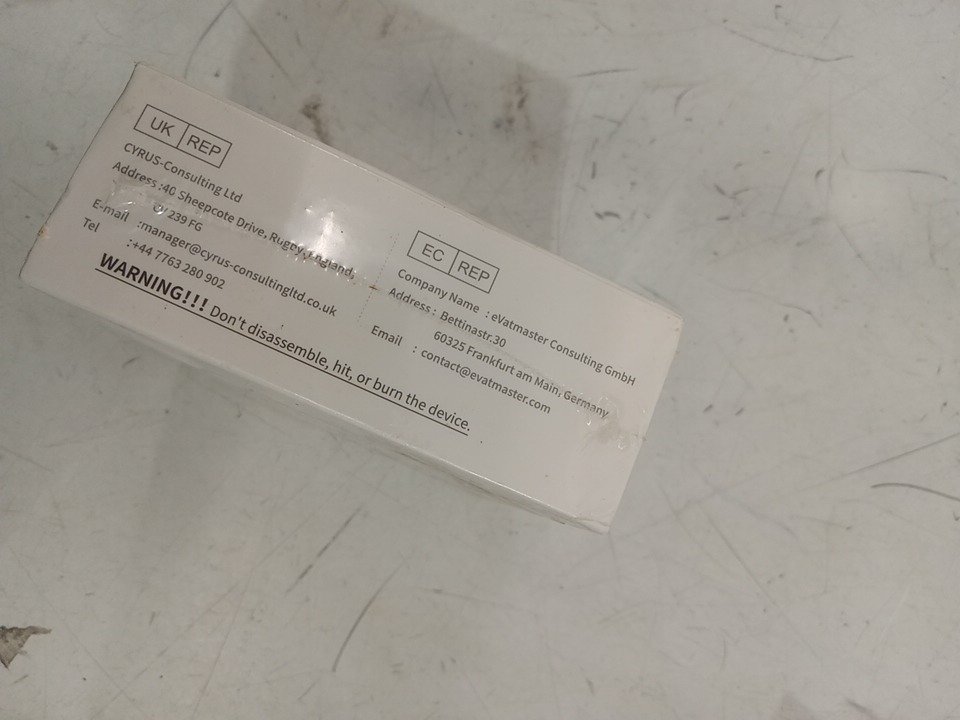 UK REP
CYRUS-Consulting Ltd
Address :40 Sheepcote Drive, Rugby, England,
239 FG
E-mail :manager@cyrus-consultingltd.co.uk
Tel :+44 7763 280 902
WARNING!!! Don't disassemble, hit, or burn the device.
EC REP
Company Name : eVatmaster Consulting GmbH
Address : Bettinastr.30
60325 Frankfurt am Main, Germany
Email : contact@evatmaster.com